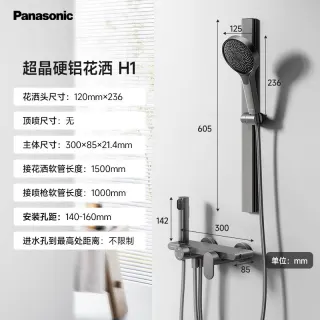 Panasonic
超晶硬铝花洒 H1
花洒头尺寸：120mm×236
顶喷尺寸：无
主体尺寸：300×85×21.4mm
接花洒软管长度：1500mm
接喷枪软管长度：1000mm
安装孔距：140-160mm
进水孔到最高处距离：不限制
125
236
605
142
300
85
单位：mm